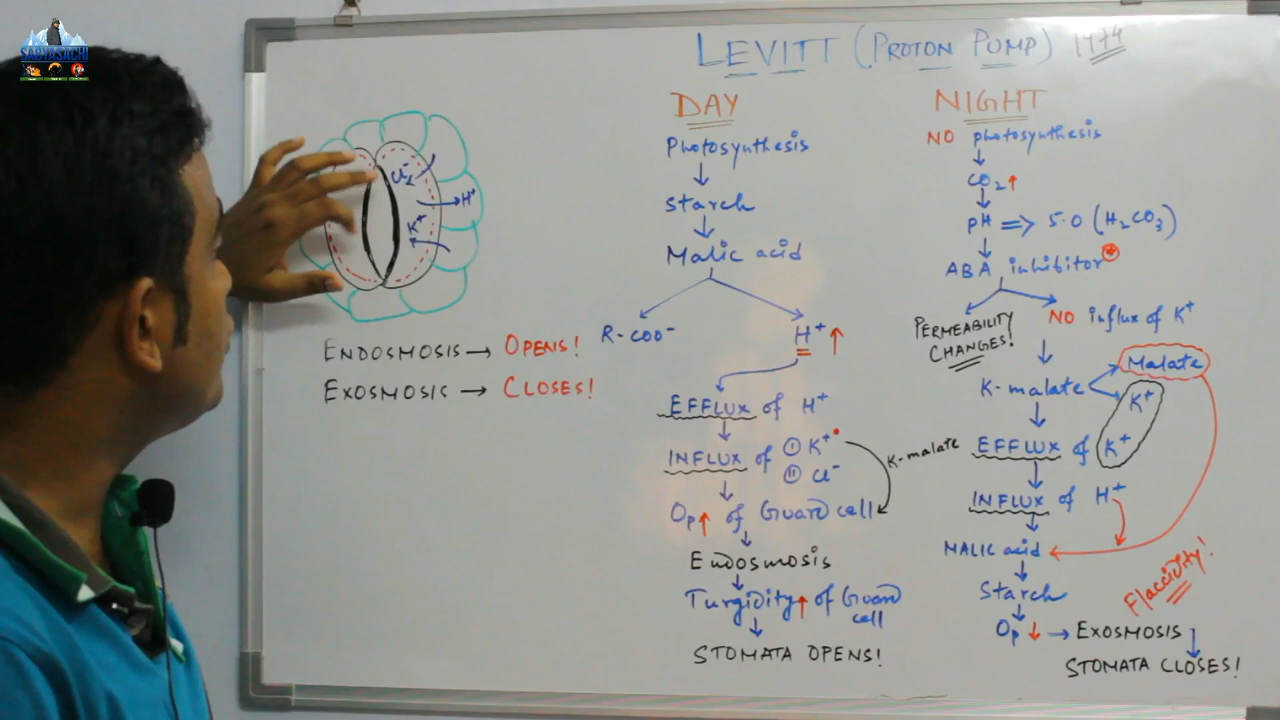 SABYASACHI
LEVITT (PROTON PUMP) 1974
DAY
Photosynthesis
↓
Starch
↓
Malic acid
R-COO⁻ H⁺ ↑
EFFLUX of H⁺
↓
INFLUX of (I) K⁺
(II) Cl⁻
K-malate
↓
Op↑ of Guard cell
↓
Endosmosis
↓
Turgidity↑ of Guard
cell
↓
STOMATA OPENS!
NIGHT
NO photosynthesis
↓
CO₂↑
↓
pH ⇒ 5.0 (H₂CO₃)
↓
ABA inhibitor*
PERMEABILITY
CHANGES!
NO influx of K⁺
↓
K-malate
Malate
K⁺
↓
EFFLUX of K⁺
↓
INFLUX of H⁺
↓
MALIC acid
↓
Starch
↓
Op↓ → EXOSMOSIS
Flaccidity!
STOMATA CLOSES!
Cl⁻
H⁺
K⁺
ENDOSMOSIS → OPENS!
EXOSMOSIS → CLOSES!